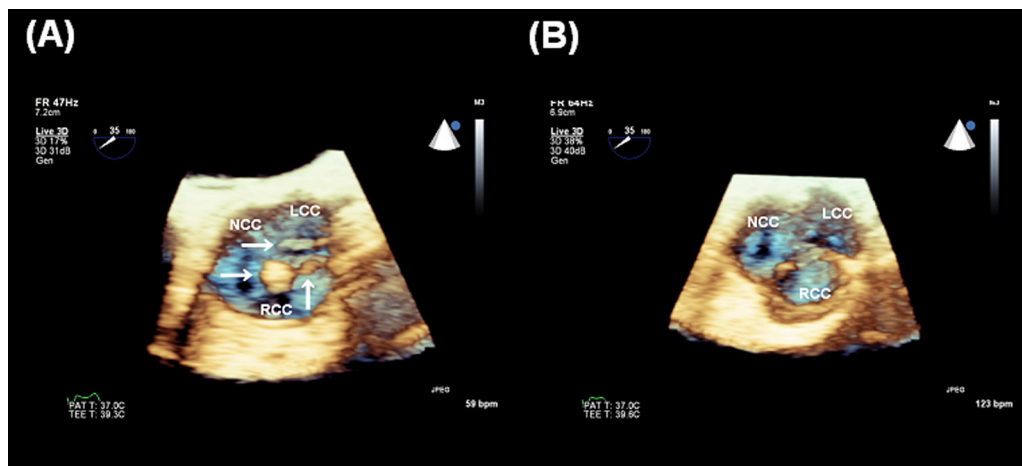 (A)
FR 47Hz
7.2cm
Live 3D
3D 17%
3D 31dB
Gen
0 35 180
M3
LCC
NCC
RCC
JPEG
PAT T: 37.0C
TEE T: 39.3C
59 bpm
(B)
FR 64Hz
6.9cm
Live 3D
3D 38%
3D 40dB
Gen
0 35 180
NCC
LCC
RCC
JPEG
PAT T: 37.0C
TEE T: 39.6C
123 bpm